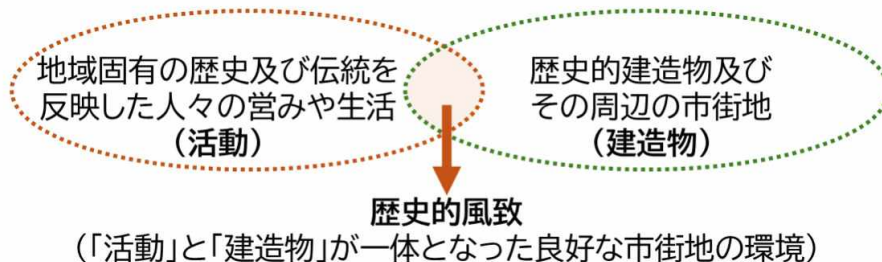 地域固有の歴史及び伝統を
反映した人々の営みや生活
(活動)
歴史的建造物及び
その周辺の市街地
(建造物)
歴史的風致
(「活動」と「建造物」が一体となった良好な市街地の環境)